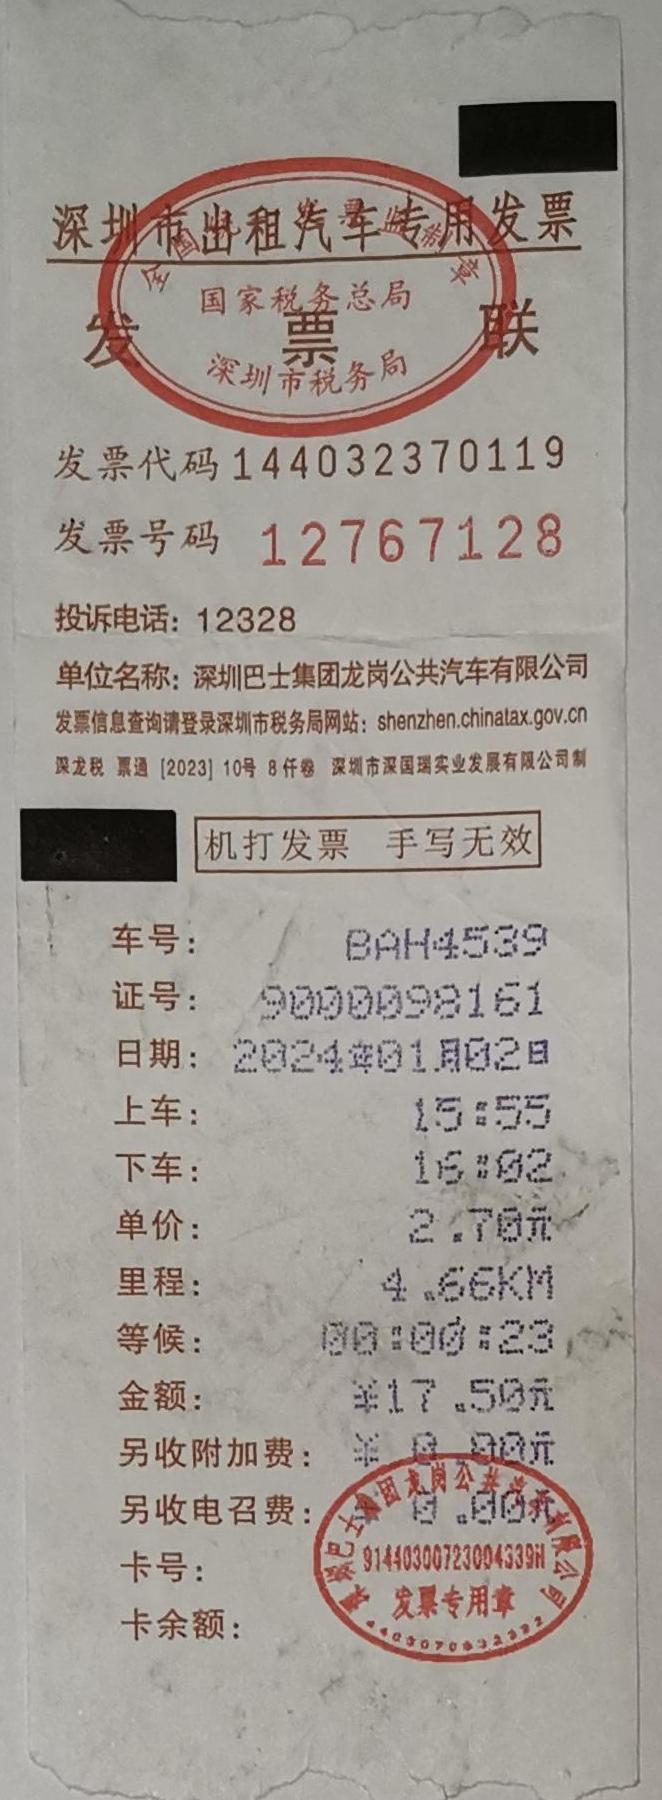 深圳市出租汽车专用发票
全国统一发票监制章
国家税务总局
发 票 联
深圳市税务局
发票代码 144032370119
发票号码 12767128
投诉电话: 12328
单位名称: 深圳巴士集团龙岗公共汽车有限公司
发票信息查询请登录深圳市税务局网站: shenzhen.chinatax.gov.cn
深龙税 票通 [2023] 10号 8仟卷 深圳市深国瑞实业发展有限公司制
机打发票 手写无效
车号: BAH4539
证号: 9000098161
日期: 2024年01月02日
上车: 15:55
下车: 16:02
单价: 2.70元
里程: 4.66KM
等候: 00:00:23
金额: ¥17.50元
另收附加费: ¥ 0.00元
另收电召费: ¥ 0.00元
深圳巴士集团龙岗公共汽车有限公司
91440300723004339H
卡号:
发票专用章
卡余额: